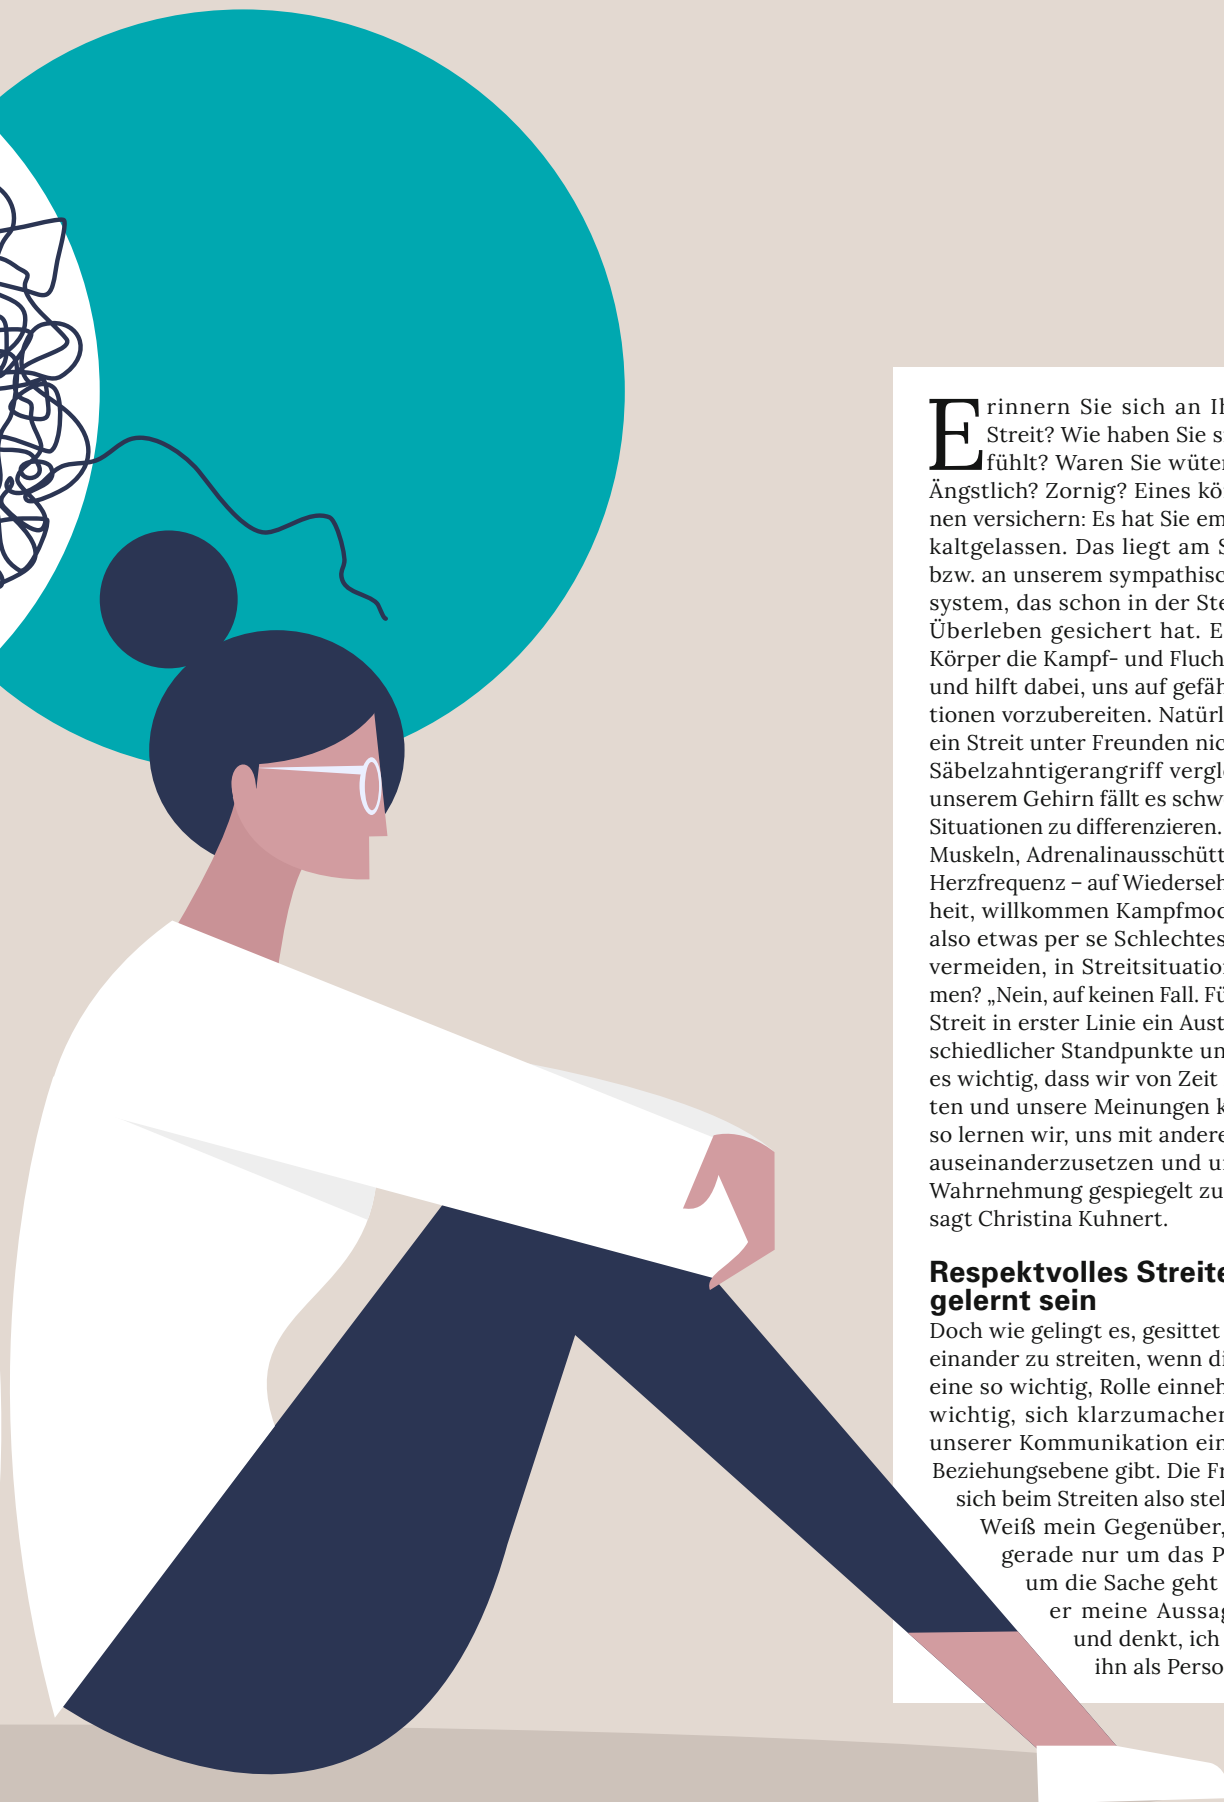 Erinnern Sie sich an Ih
Streit? Wie haben Sie s
fühlt? Waren Sie wüter
Ängstlich? Zornig? Eines kö
nen versichern: Es hat Sie em
kaltgelassen. Das liegt am S
bzw. an unserem sympathisc
system, das schon in der Ste
Überleben gesichert hat. E
Körper die Kampf- und Fluch
und hilft dabei, uns auf gefäh
tionen vorzubereiten. Natürl
ein Streit unter Freunden nic
Säbelzahntigerangriff vergl
unserem Gehirn fällt es schw
Situationen zu differenzieren.
Muskeln, Adrenalinausschütt
Herzfrequenz – auf Wiederseh
heit, willkommen Kampfmod
also etwas per se Schlechtes
vermeiden, in Streitsituation
men? „Nein, auf keinen Fall. Fü
Streit in erster Linie ein Aust
schiedlicher Standpunkte un
es wichtig, dass wir von Zeit
ten und unsere Meinungen k
so lernen wir, uns mit andere
auseinanderzusetzen und u
Wahrnehmung gespiegelt zu
sagt Christina Kuhnert.
Respektvolles Streite
gelernt sein
Doch wie gelingt es, gesittet
einander zu streiten, wenn di
eine so wichtig, Rolle einneh
wichtig, sich klarzumachen
unserer Kommunikation ein
Beziehungsebene gibt. Die Fr
sich beim Streiten also stel
Weiß mein Gegenüber,
gerade nur um das P
um die Sache geht
er meine Aussag
und denkt, ich
ihn als Perso